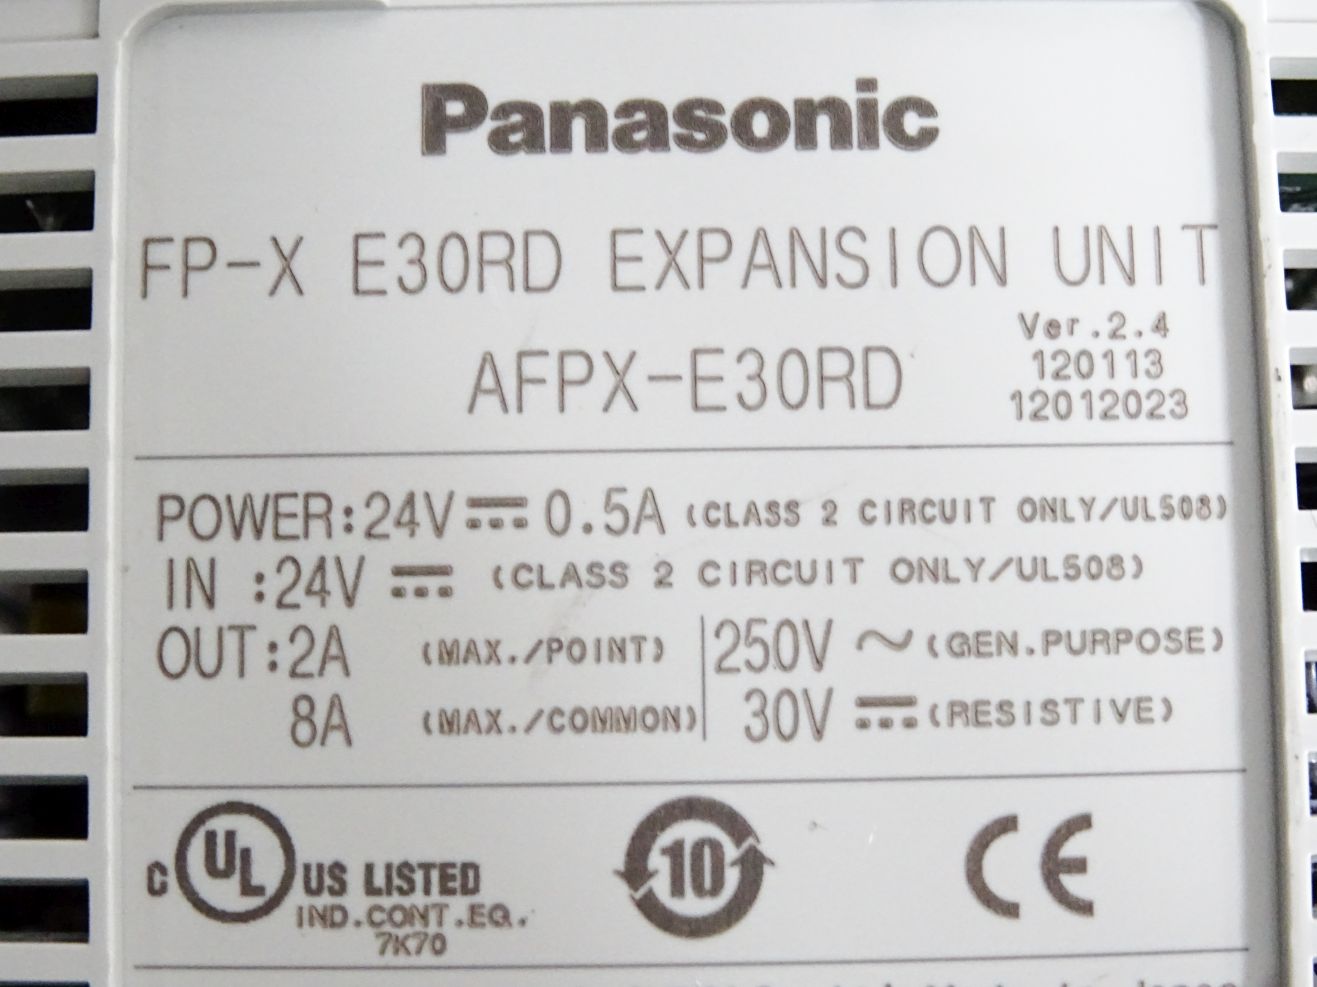 Panasonic
FP-X E30RD EXPANSION UNIT
Ver.2.4
AFPX-E30RD
120113
12012023
POWER:24V⎓0.5A (CLASS 2 CIRCUIT ONLY/UL508)
IN :24V ⎓ (CLASS 2 CIRCUIT ONLY/UL508)
OUT:2A (MAX./POINT) 250V ~ (GEN.PURPOSE)
8A (MAX./COMMON) 30V ⎓ (RESISTIVE)
C UL US LISTED
IND.CONT.EQ.
7K70
10
CE